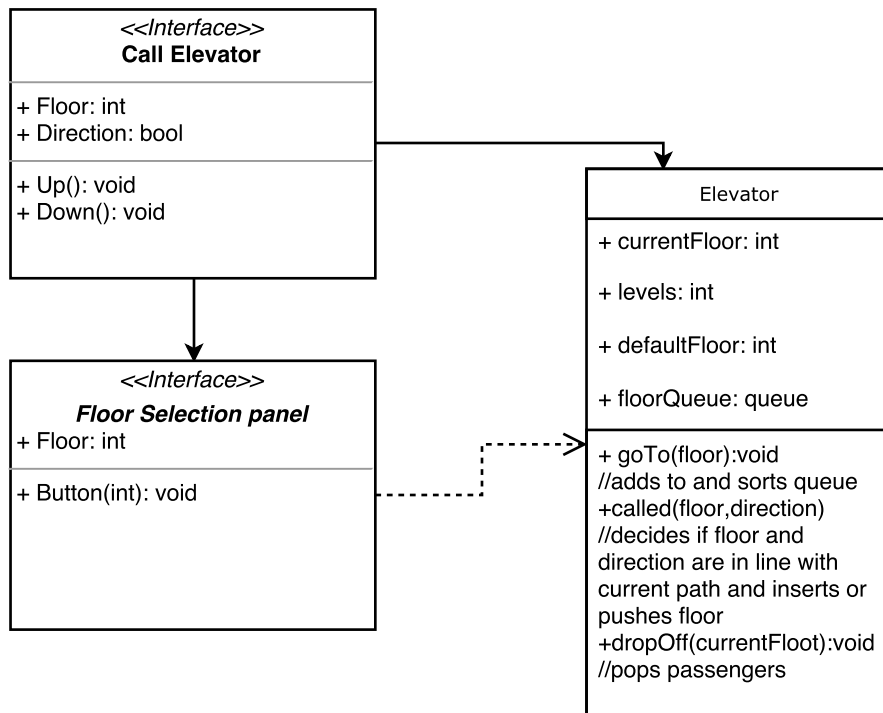 <<Interface>>
Call Elevator
+ Floor: int
+ Direction: bool
+ Up(): void
+ Down(): void
<<Interface>>
Floor Selection panel
+ Floor: int
+ Button(int): void
Elevator
+ currentFloor: int
+ levels: int
+ defaultFloor: int
+ floorQueue: queue
+ goTo(floor):void
//adds to and sorts queue
+called(floor,direction)
//decides if floor and
direction are in line with
current path and inserts or
pushes floor
+dropOff(currentFloot):void
//pops passengers